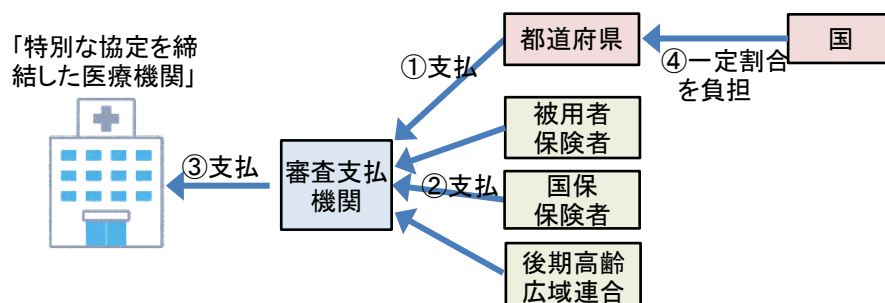 「特別な協定を締
結した医療機関」
都道府県
国
①支払
④一定割合
を負担
被用者
保険者
③支払
審査支払
機関
②支払
国保
保険者
後期高齢
広域連合